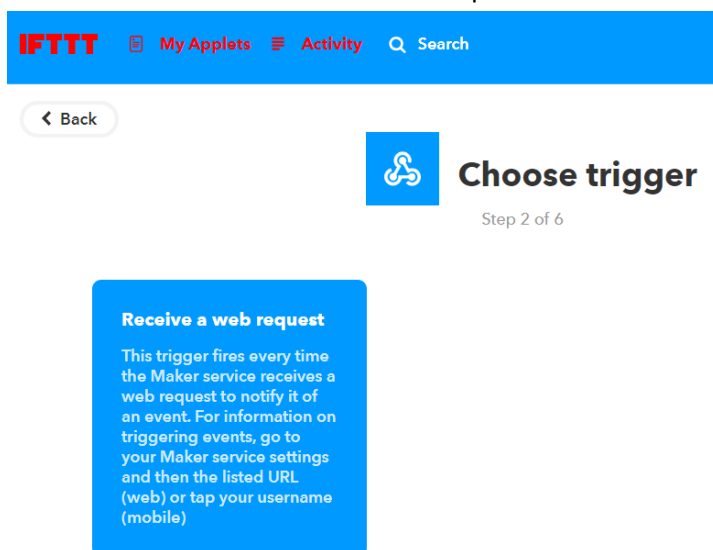 IFTTT My Applets Activity Search
Back
Choose trigger
Step 2 of 6
Receive a web request
This trigger fires every time
the Maker service receives a
web request to notify it of
an event. For information on
triggering events, go to
your Maker service settings
and then the listed URL
(web) or tap your username
(mobile)